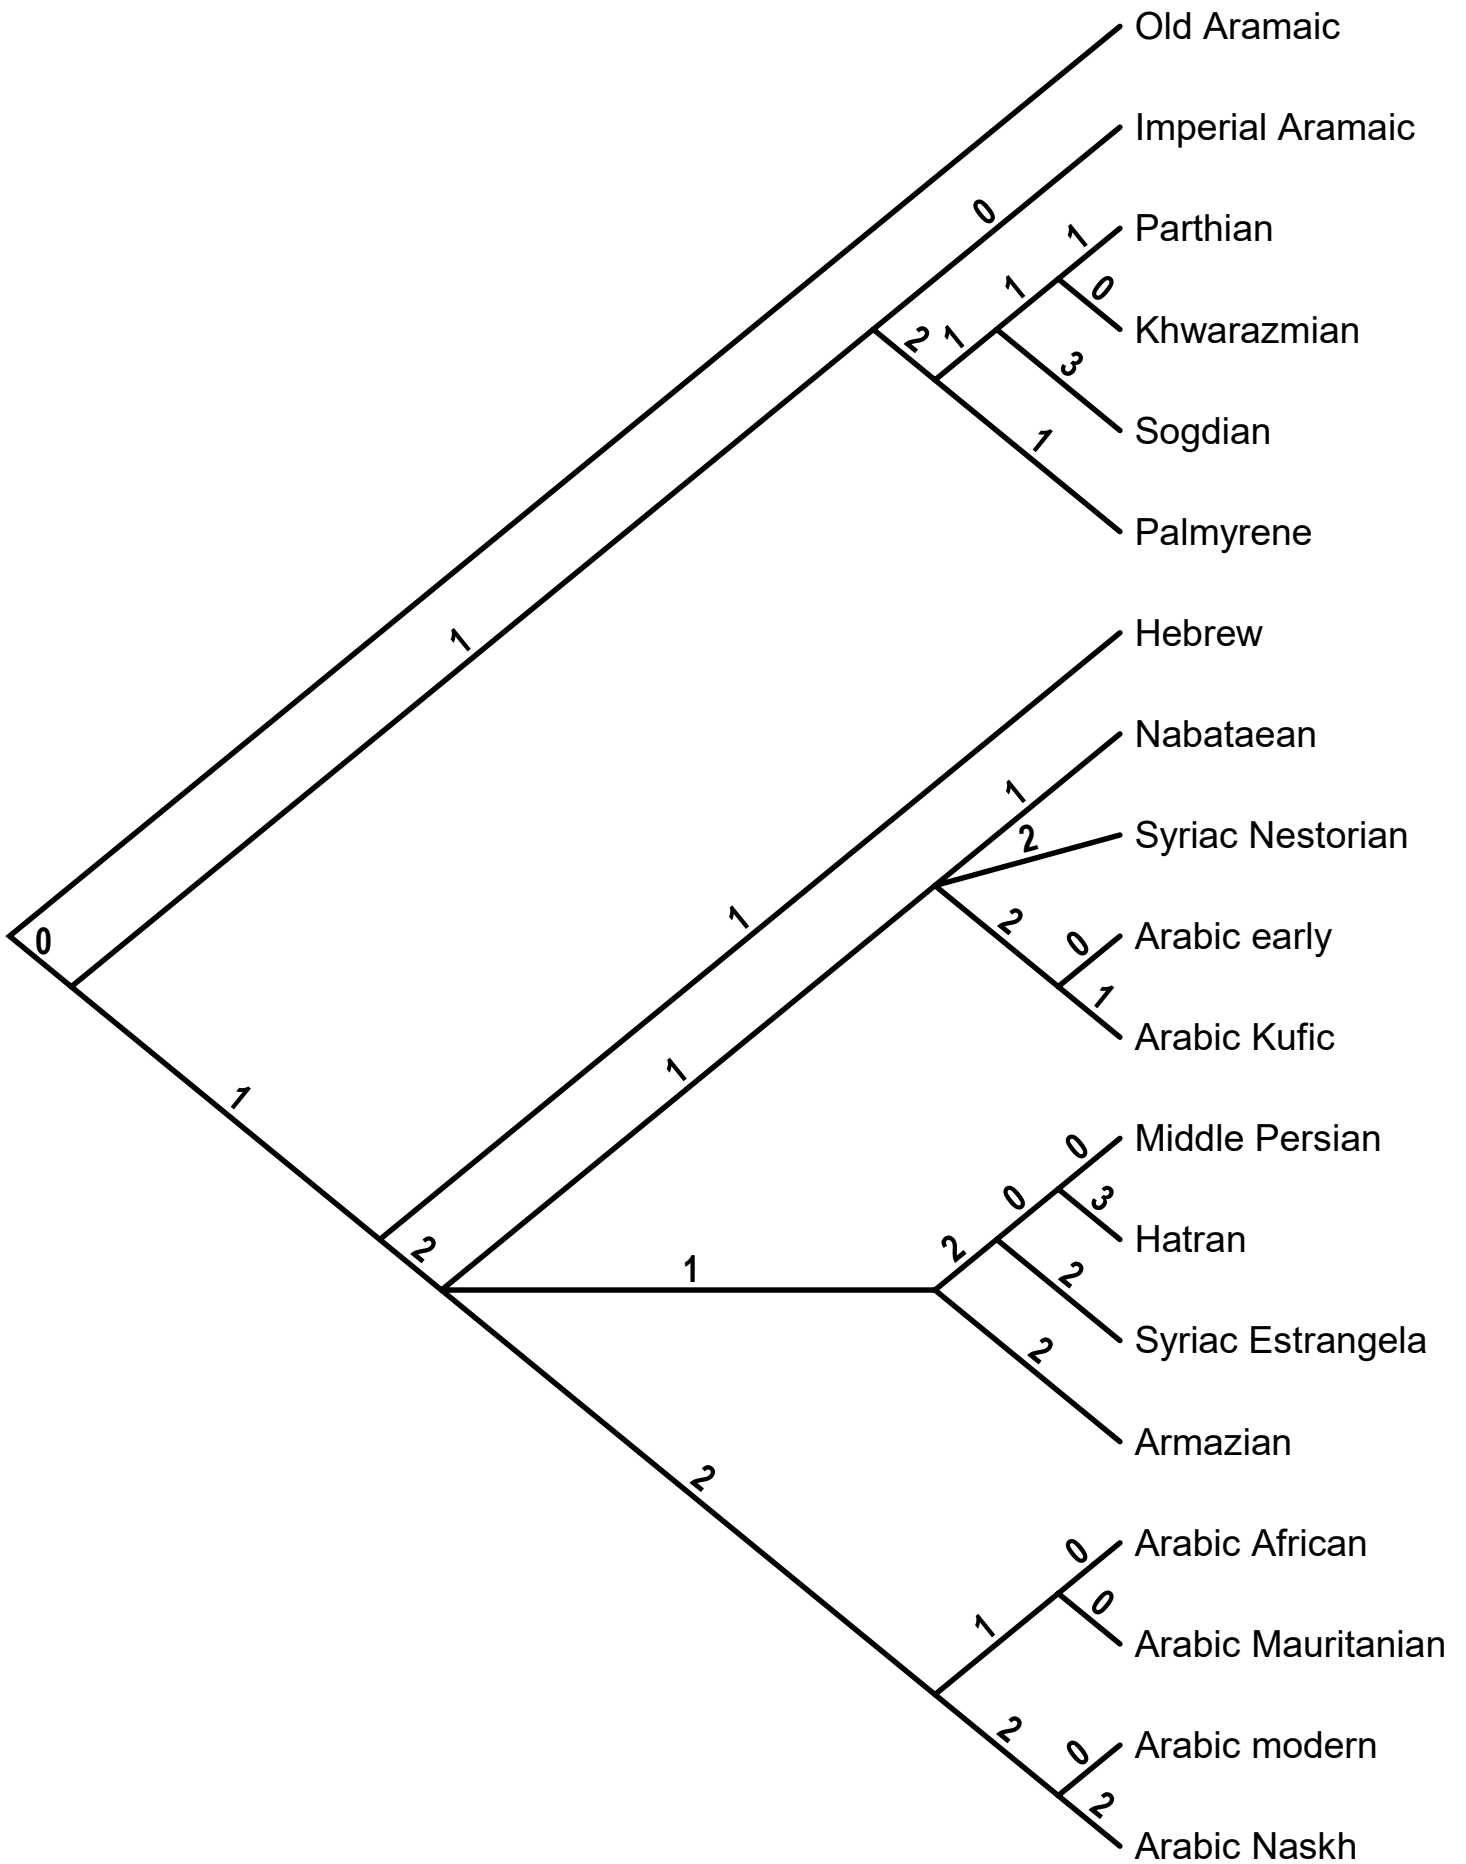 Old Aramaic
Imperial Aramaic
0
Parthian
1
1
0
Khwarazmian
2
1
3
Sogdian
1
Palmyrene
Hebrew
1
Nabataean
1
2
Syriac Nestorian
1
2
0
Arabic early
0
1
Arabic Kufic
1
1
0
Middle Persian
0
3
2
Hatran
2
1
2
Syriac Estrangela
2
Armazian
2
0
Arabic African
0
1
Arabic Mauritanian
2
0
Arabic modern
2
Arabic Naskh